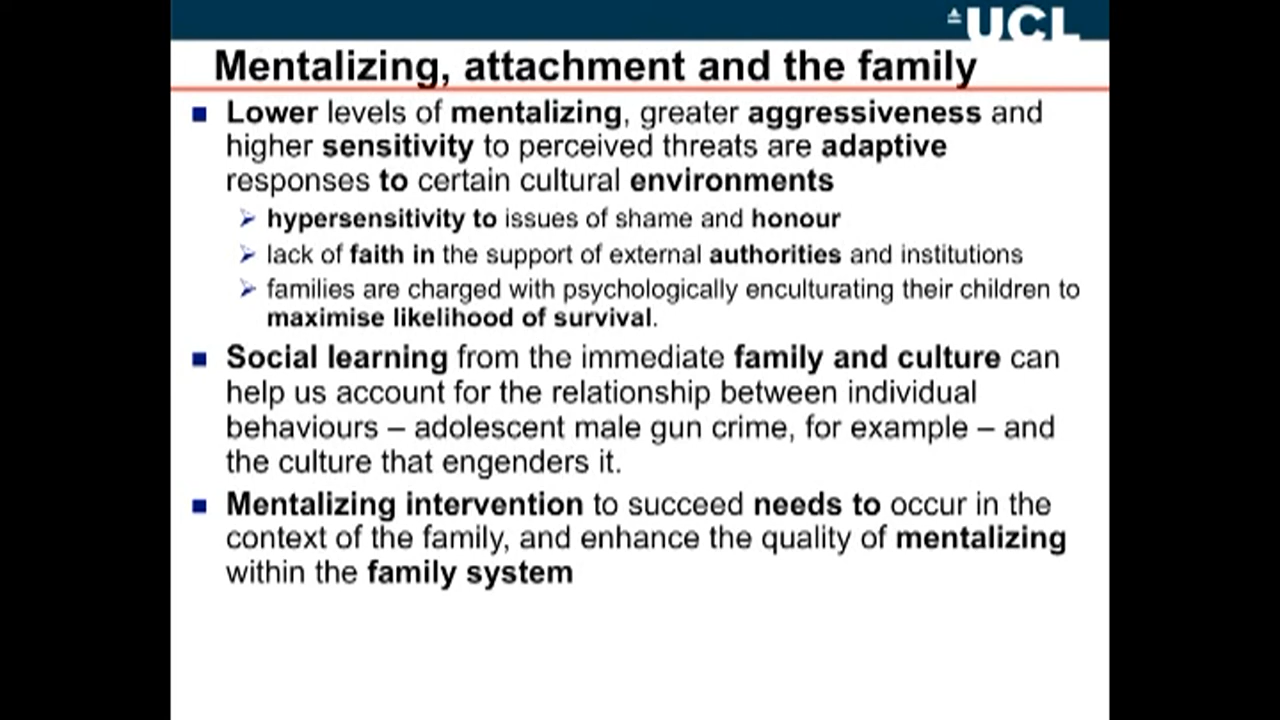 UCL
Mentalizing, attachment and the family
Lower levels of mentalizing, greater aggressiveness and
higher sensitivity to perceived threats are adaptive
responses to certain cultural environments
hypersensitivity to issues of shame and honour
lack of faith in the support of external authorities and institutions
families are charged with psychologically enculturating their children to
maximise likelihood of survival.
Social learning from the immediate family and culture can
help us account for the relationship between individual
behaviours – adolescent male gun crime, for example – and
the culture that engenders it.
Mentalizing intervention to succeed needs to occur in the
context of the family, and enhance the quality of mentalizing
within the family system